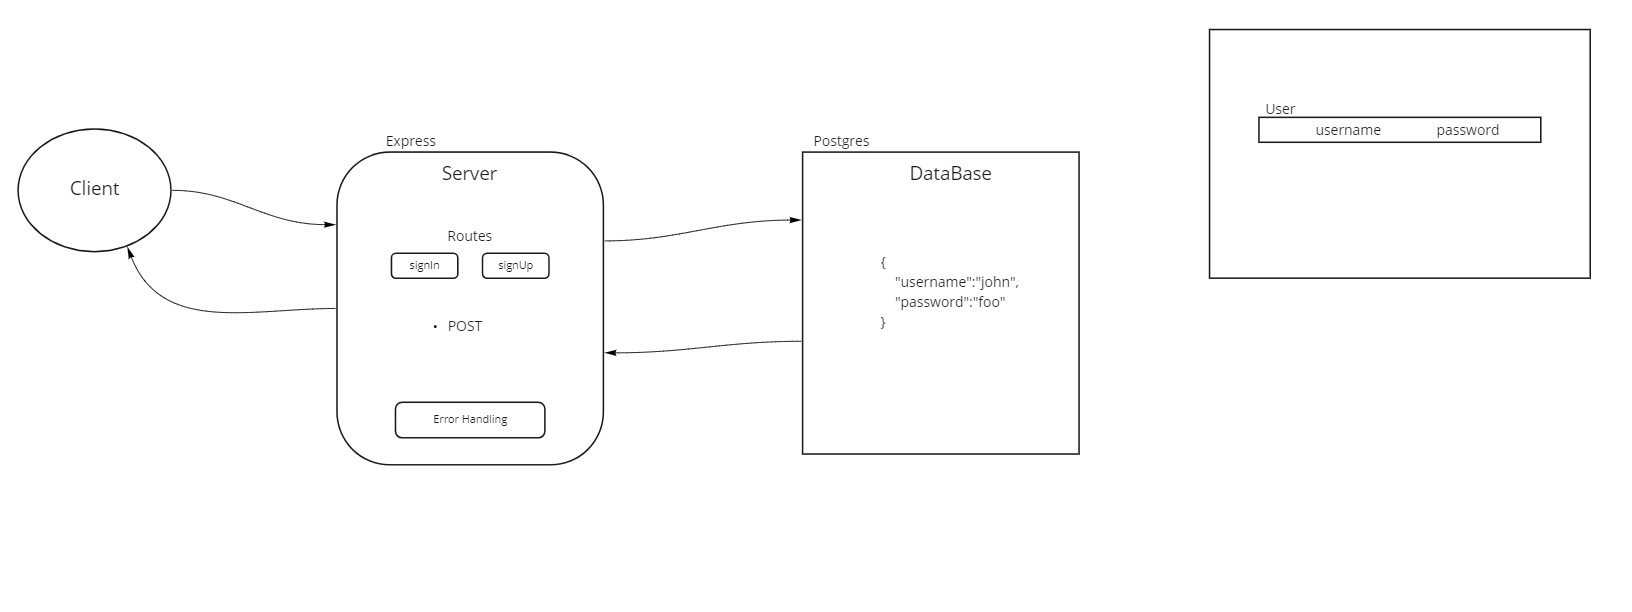 Client
Express
Server
Routes
signIn
signUp
• POST
Error Handling
Postgres
DataBase
{
"username":"john",
"password":"foo"
}
User
username password